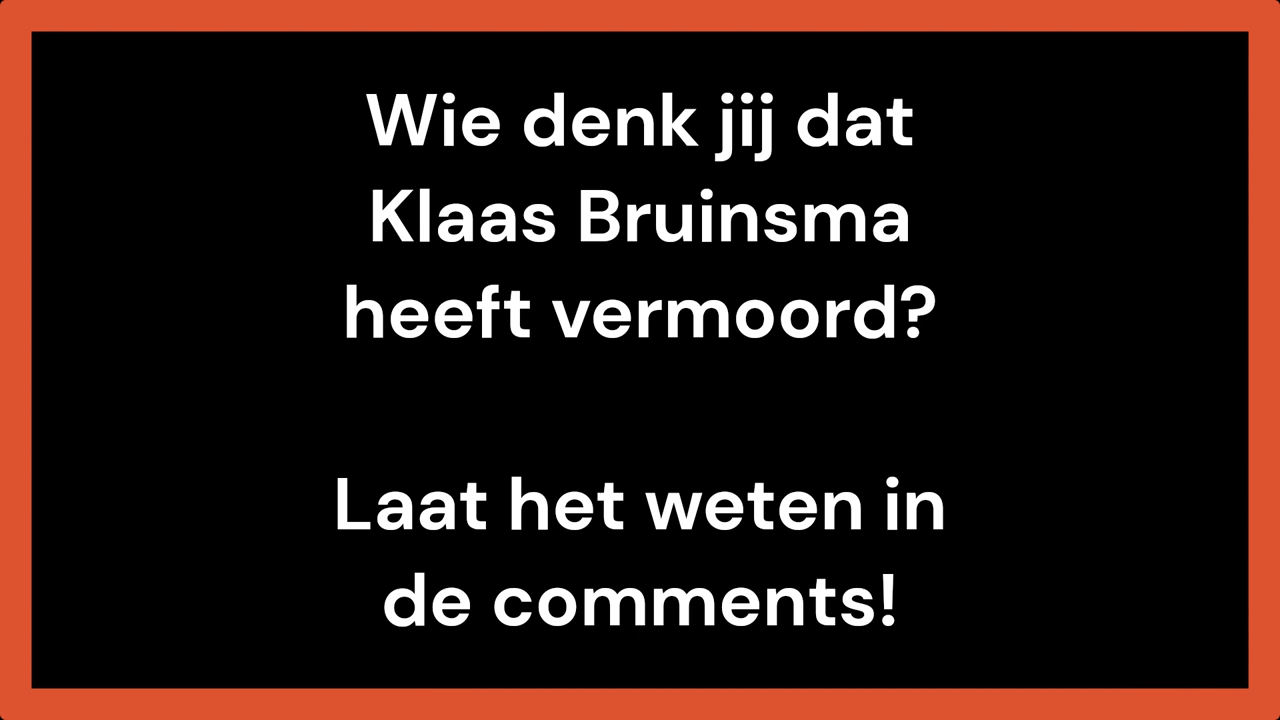 Wie denk jij dat
Klaas Bruinsma
heeft vermoord?
Laat het weten in
de comments!